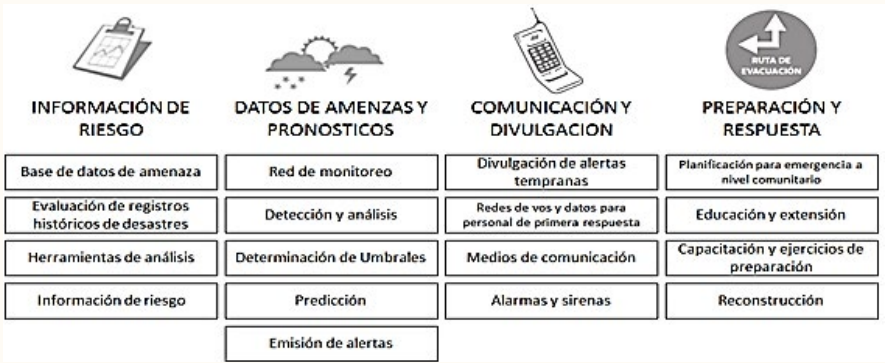 RUTA DE
EVACUACIÓN
INFORMACIÓN DE
RIESGO
Base de datos de amenaza
Evaluación de registros
históricos de desastres
Herramientas de análisis
Información de riesgo
DATOS DE AMENZAS Y
PRONOSTICOS
Red de monitoreo
Detección y análisis
Determinación de Umbrales
Predicción
Emisión de alertas
COMUNICACIÓN Y
DIVULGACION
Divulgación de alertas
tempranas
Redes de vos y datos para
personal de primera respuesta
Medios de comunicación
Alarmas y sirenas
PREPARACIÓN Y
RESPUESTA
Planificación para emergencia a
nivel comunitario
Educación y extensión
Capacitación y ejercicios de
preparación
Reconstrucción